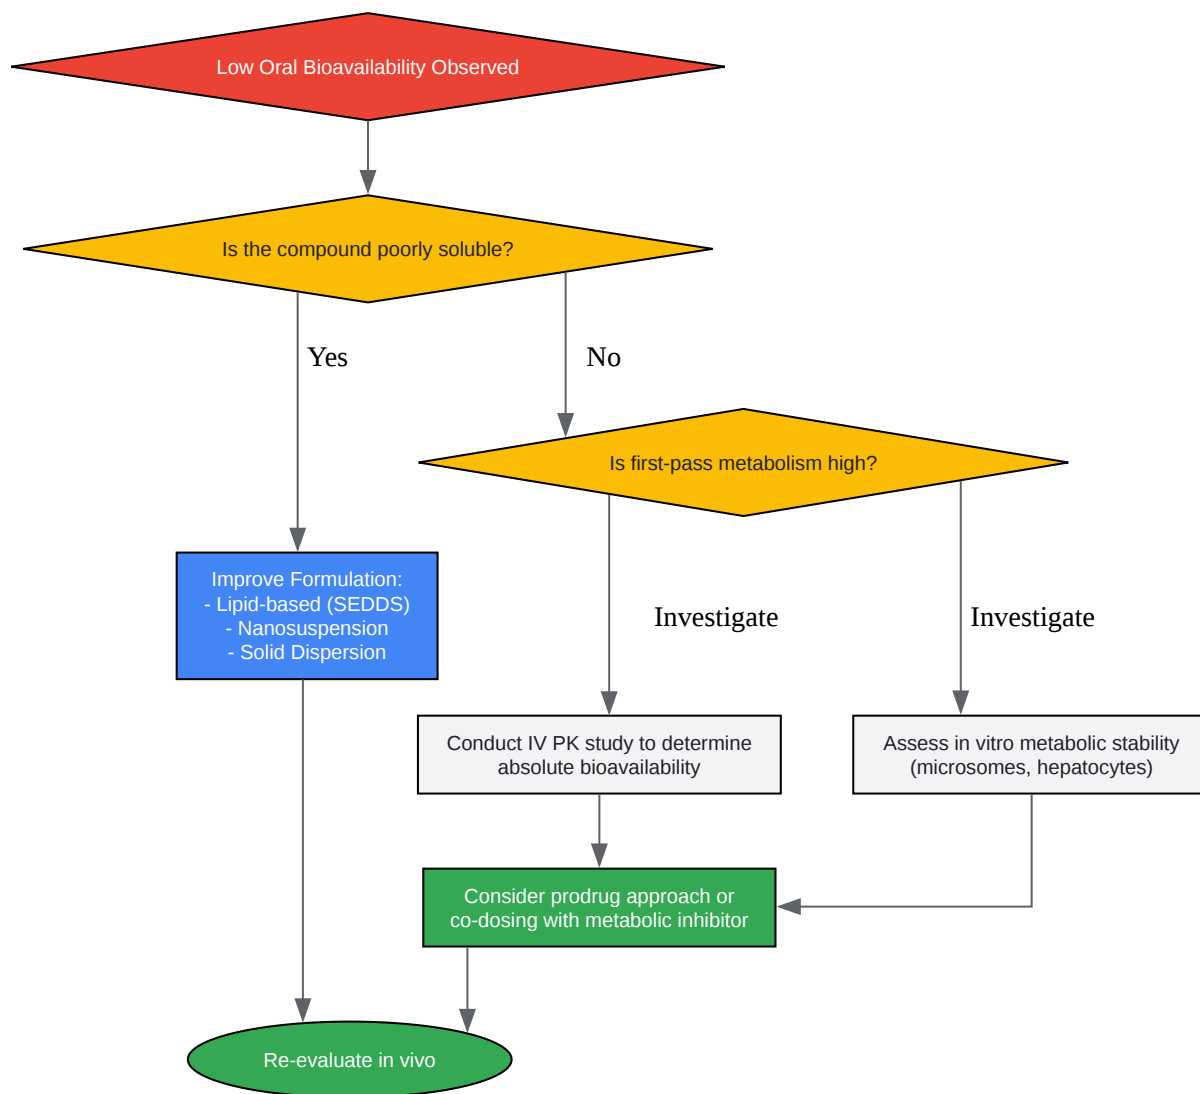 Low Oral Bioavailability Observed
Is the compound poorly soluble?
Yes
No
Is first-pass metabolism high?
Improve Formulation:
- Lipid-based (SEDDS)
- Nanosuspension
- Solid Dispersion
Investigate
Investigate
Conduct IV PK study to determine
absolute bioavailability
Assess in vitro metabolic stability
(microsomes, hepatocytes)
Consider prodrug approach or
co-dosing with metabolic inhibitor
Re-evaluate in vivo